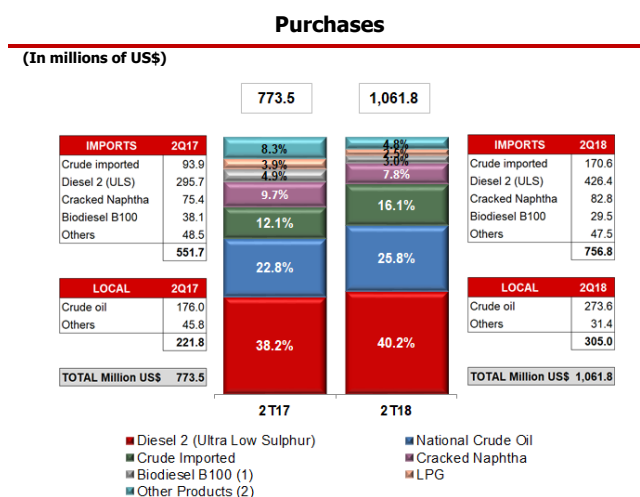 Purchases
(In millions of US$)
773.5
1,061.8
IMPORTS 2Q17
Crude imported 93.9
Diesel 2 (ULS) 295.7
Cracked Naphtha 75.4
Biodiesel B100 38.1
Others 48.5
551.7
LOCAL 2Q17
Crude oil 176.0
Others 45.8
221.8
TOTAL Million US$ 773.5
8.3%
3.9%
4.9%
9.7%
12.1%
22.8%
38.2%
2T17
4.8%
2.5%
3.0%
7.8%
16.1%
25.8%
40.2%
2T18
IMPORTS 2Q18
Crude imported 170.6
Diesel 2 (ULS) 426.4
Cracked Naphtha 82.8
Biodiesel B100 29.5
Others 47.5
756.8
LOCAL 2Q18
Crude oil 273.6
Others 31.4
305.0
TOTAL Million US$ 1,061.8
Diesel 2 (Ultra Low Sulphur)
National Crude Oil
Crude Imported
Cracked Naphtha
Biodiesel B100 (1)
LPG
Other Products (2)